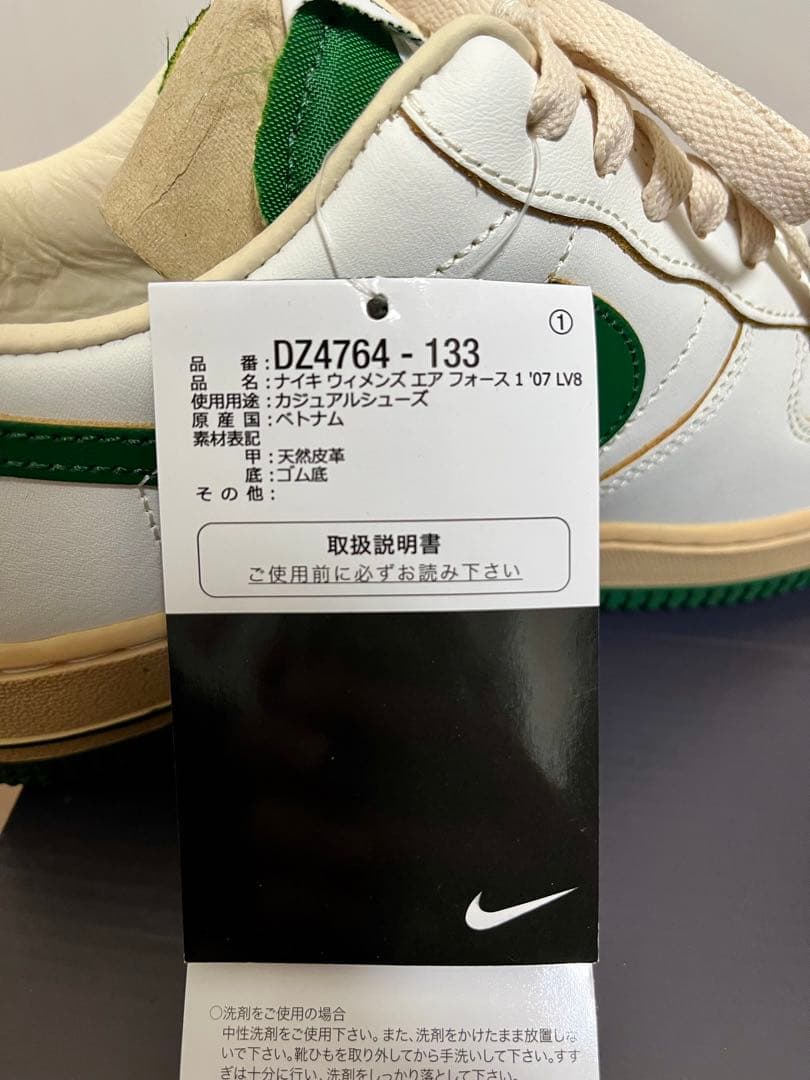 ①
品　番:DZ4764 - 133
品　名:ナイキ ウィメンズ エア フォース 1 '07 LV8
使用用途:カジュアルシューズ
原 産 国:ベトナム
素材表記
甲:天然皮革
底:ゴム底
そ の 他:
取扱説明書
ご使用前に必ずお読み下さい
○洗剤をご使用の場合
中性洗剤をご使用下さい。また、洗剤をかけたまま放置しな
いで下さい。靴ひもを取り外してから手洗いして下さい。すす
ぎは十分に行い、洗剤をしっかり落として下さい。